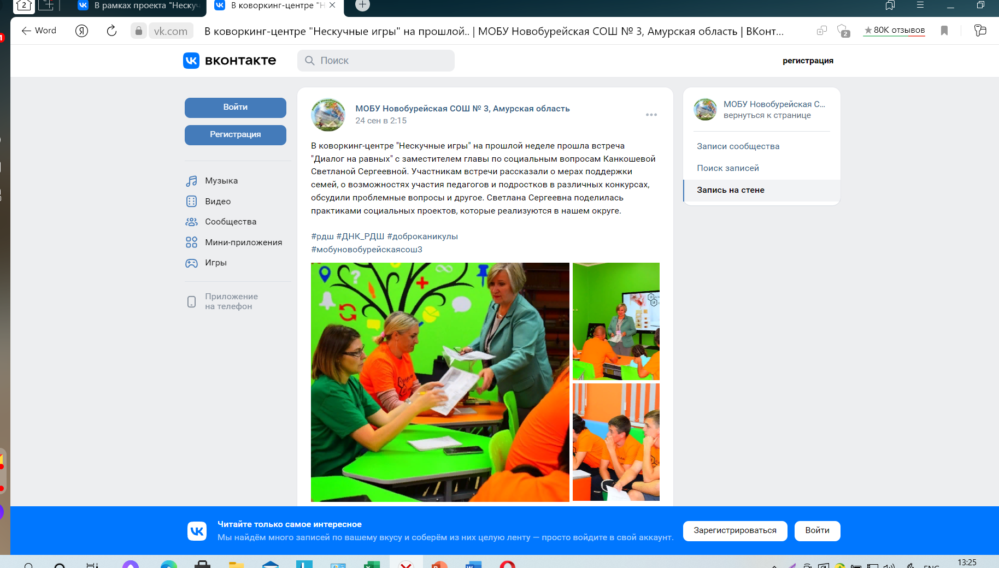 2
В рамках проекта "Нескуч
В коворкинг-центре "Н
Word
Я
vk.com
В коворкинг-центре "Нескучные игры" на прошлой.. | МОБУ Новобурейская СОШ № 3, Амурская область | ВКонт...
2
80K отзывов
вконтакте
Поиск
регистрация
Войти
Регистрация
Музыка
Видео
Сообщества
Мини-приложения
Игры
Приложение
на телефон
МОБУ Новобурейская СОШ № 3, Амурская область
24 сен в 2:15
В коворкинг-центре "Нескучные игры" на прошлой неделе прошла встреча
"Диалог на равных" с заместителем главы по социальным вопросам Канкошевой
Светланой Сергеевной. Участникам встречи рассказали о мерах поддержки
семей, о возможностях участия педагогов и подростков в различных конкурсах,
обсудили проблемные вопросы и другое. Светлана Сергеевна поделилась
практиками социальных проектов, которые реализуются в нашем округе.
#рдш #ДНК_РДШ #доброканикулы
#мобуновобурейскаясош3
МОБУ Новобурейская С...
вернуться к странице
Записи сообщества
Поиск записей
Запись на стене
Читайте только самое интересное
Мы найдём много записей по вашему вкусу и соберём из них целую ленту — просто войдите в свой аккаунт.
Зарегистрироваться
Войти
ENG
13:25